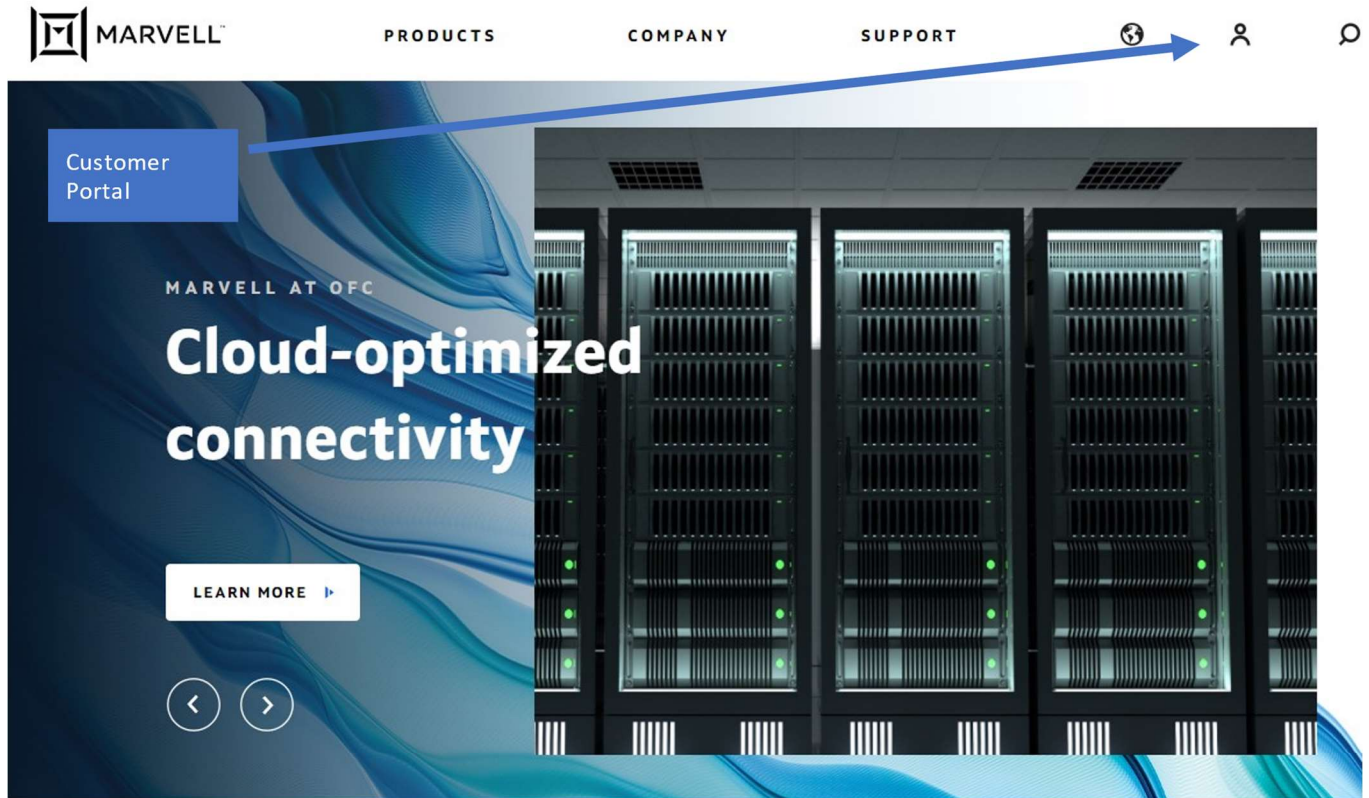 MARVELL™
PRODUCTS
COMPANY
SUPPORT
Customer
Portal
MARVELL AT OFC
Cloud-optimized
connectivity
LEARN MORE